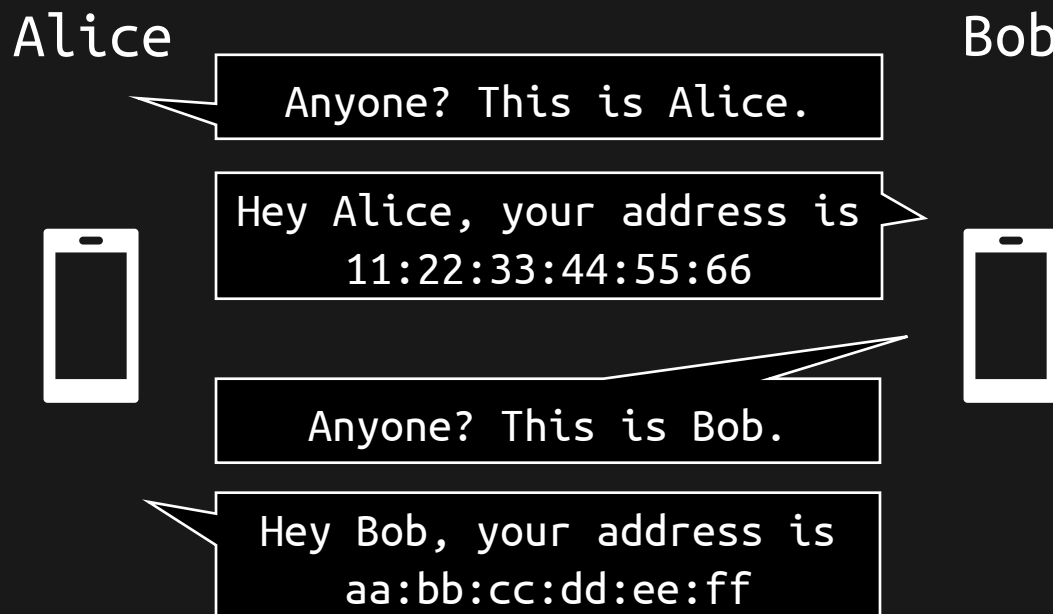 Alice
Bob
Anyone? This is Alice.
Hey Alice, your address is
11:22:33:44:55:66
Anyone? This is Bob.
Hey Bob, your address is
aa:bb:cc:dd:ee:ff